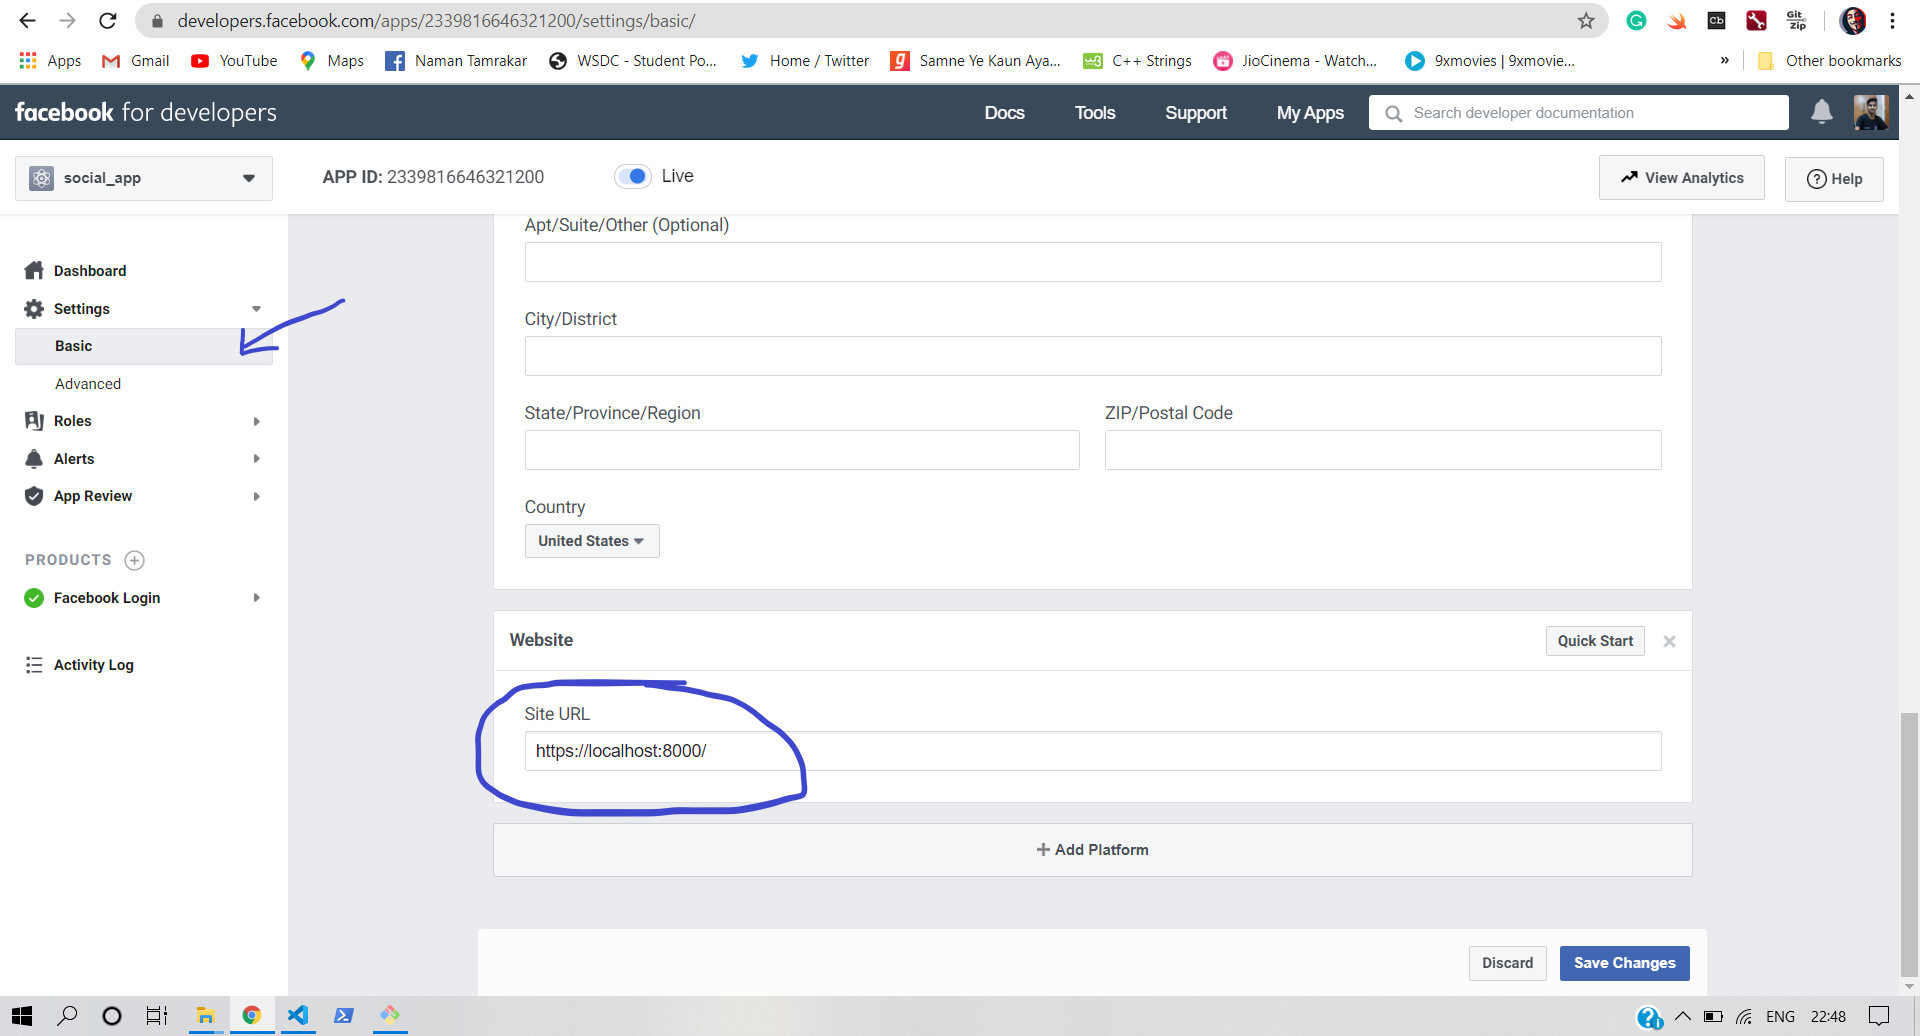 developers.facebook.com/apps/2339816646321200/settings/basic/
Cb
Git
Zip
Apps Gmail YouTube Maps Naman Tamrakar WSDC - Student Po... Home / Twitter Samne Ye Kaun Aya... C++ Strings JioCinema - Watch... 9xmovies | 9xmovie... » Other bookmarks
facebook for developers Docs Tools Support My Apps Search developer documentation
social_app APP ID: 2339816646321200 Live View Analytics ? Help
Apt/Suite/Other (Optional)
Dashboard
Settings
City/District
Basic
Advanced
State/Province/Region ZIP/Postal Code
Roles
Alerts
App Review
Country
United States
PRODUCTS
Facebook Login
Website Quick Start
Activity Log
Site URL
https://localhost:8000/
+ Add Platform
Discard Save Changes
ENG 22:48